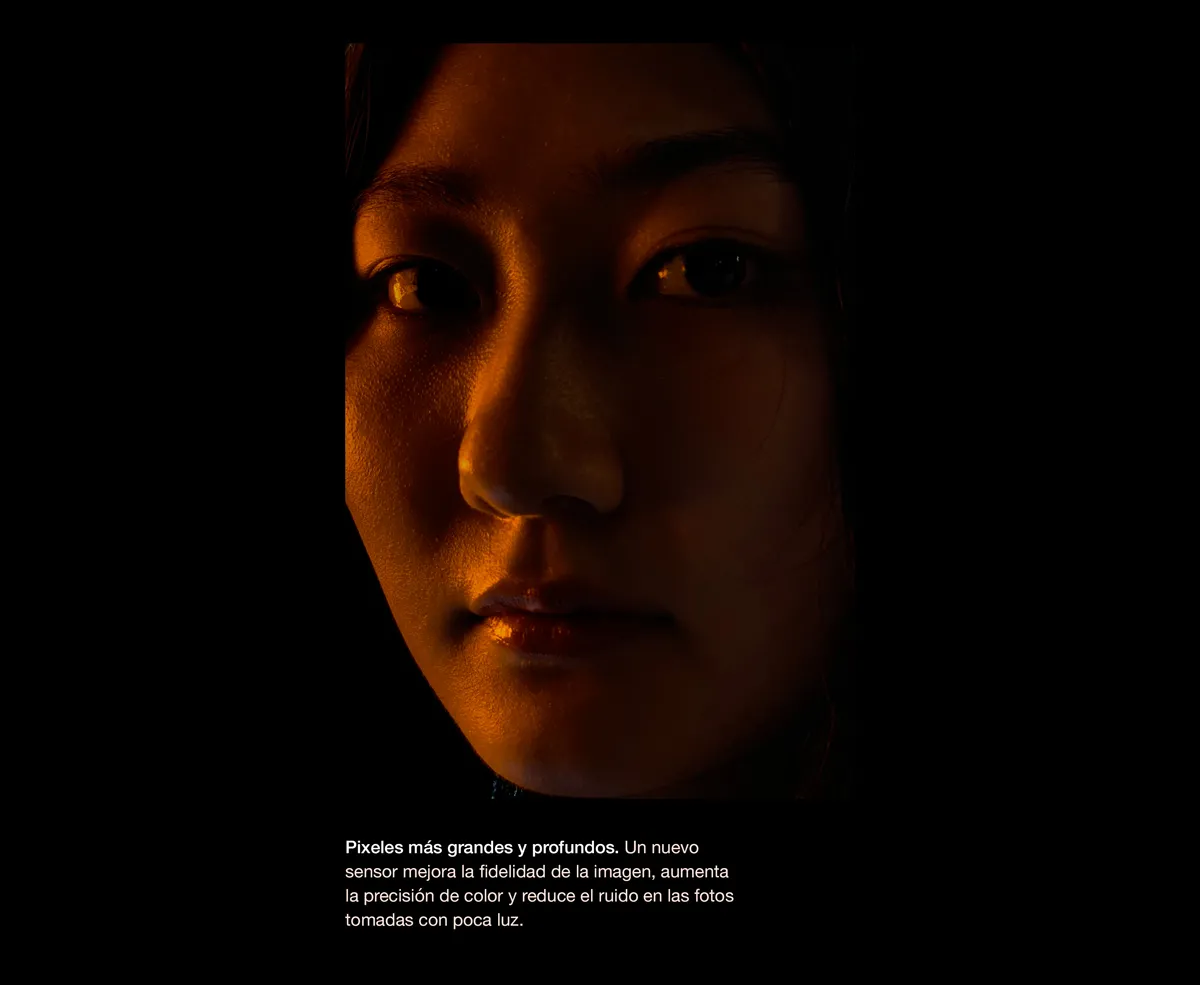 Pixeles más grandes y profundos. Un nuevo
sensor mejora la fidelidad de la imagen, aumenta
la precisión de color y reduce el ruido en las fotos
tomadas con poca luz.